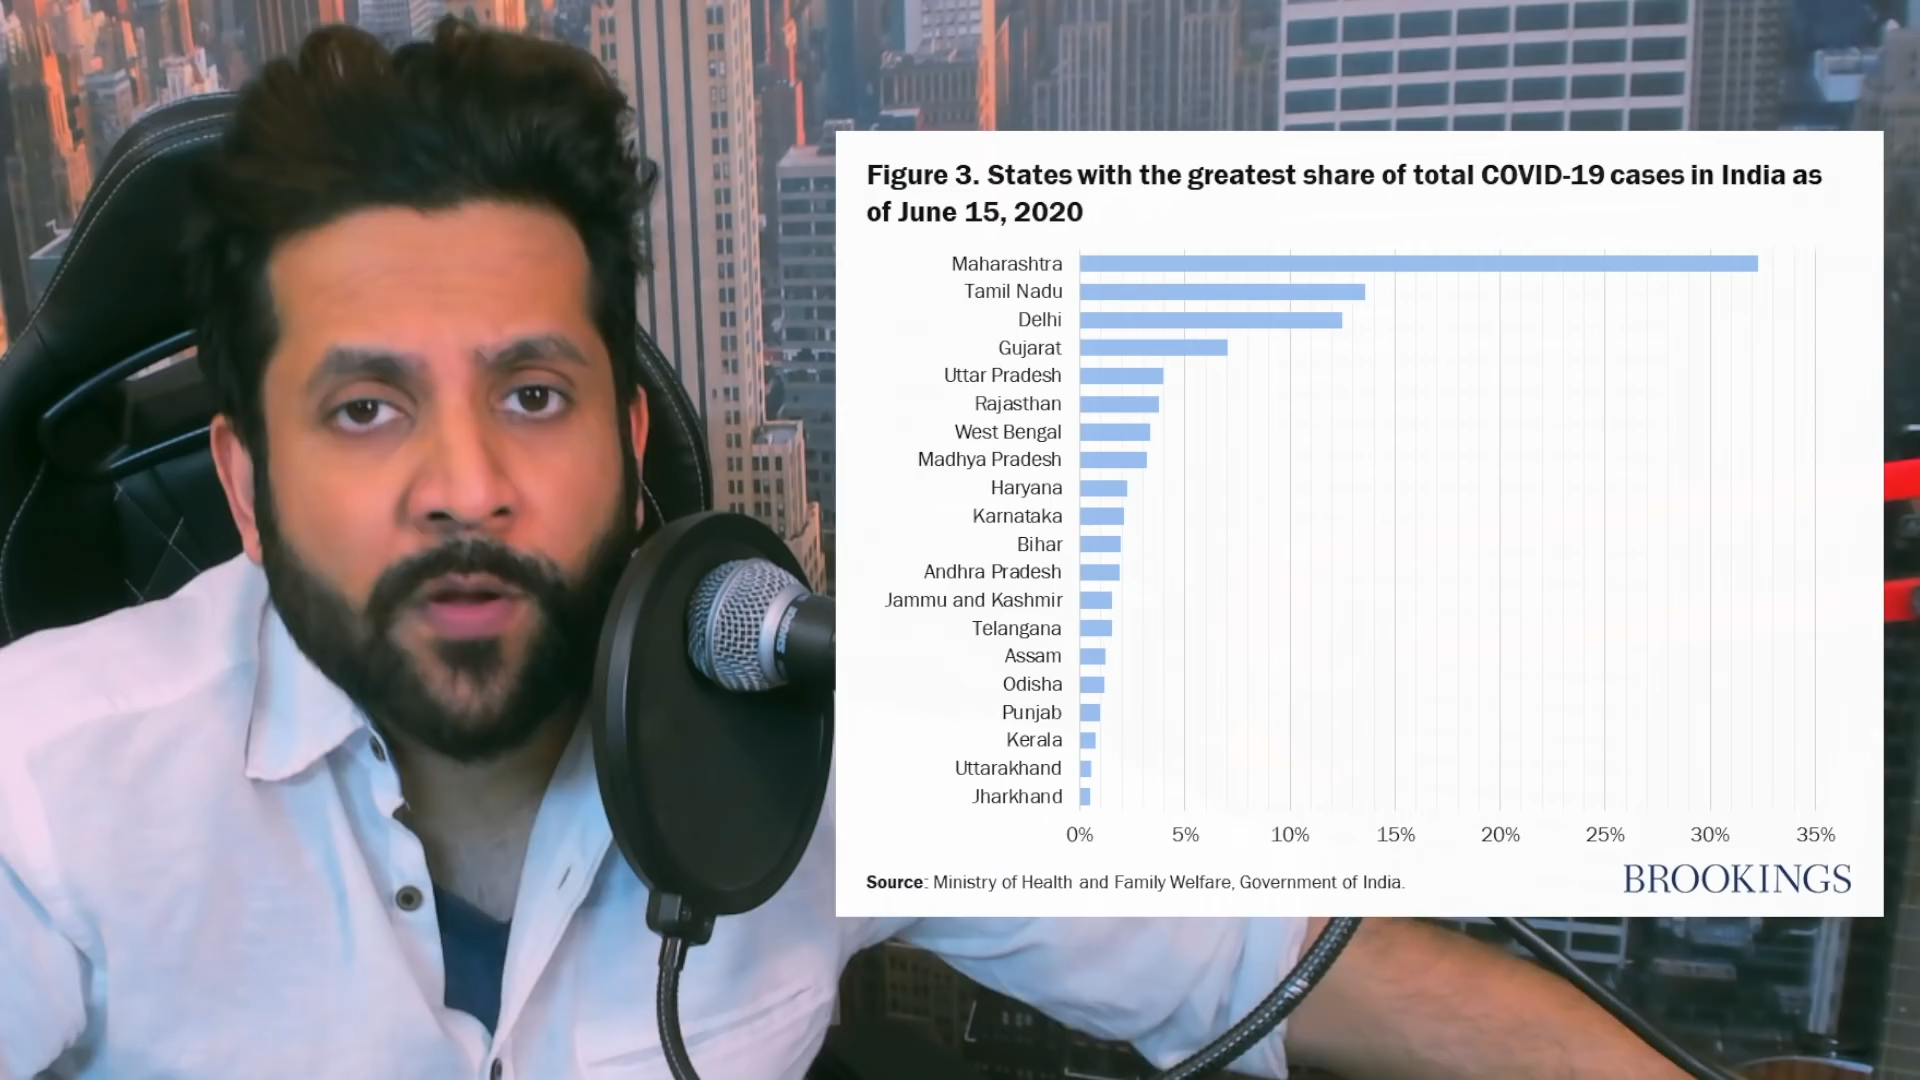 Figure 3. States with the greatest share of total COVID-19 cases in India as
of June 15, 2020
Maharashtra
Tamil Nadu
Delhi
Gujarat
Uttar Pradesh
Rajasthan
West Bengal
Madhya Pradesh
Haryana
Karnataka
Bihar
Andhra Pradesh
Jammu and Kashmir
Telangana
Assam
Odisha
Punjab
Kerala
Uttarakhand
Jharkhand
0% 5% 10% 15% 20% 25% 30% 35%
Source: Ministry of Health and Family Welfare, Government of India.
BROOKINGS